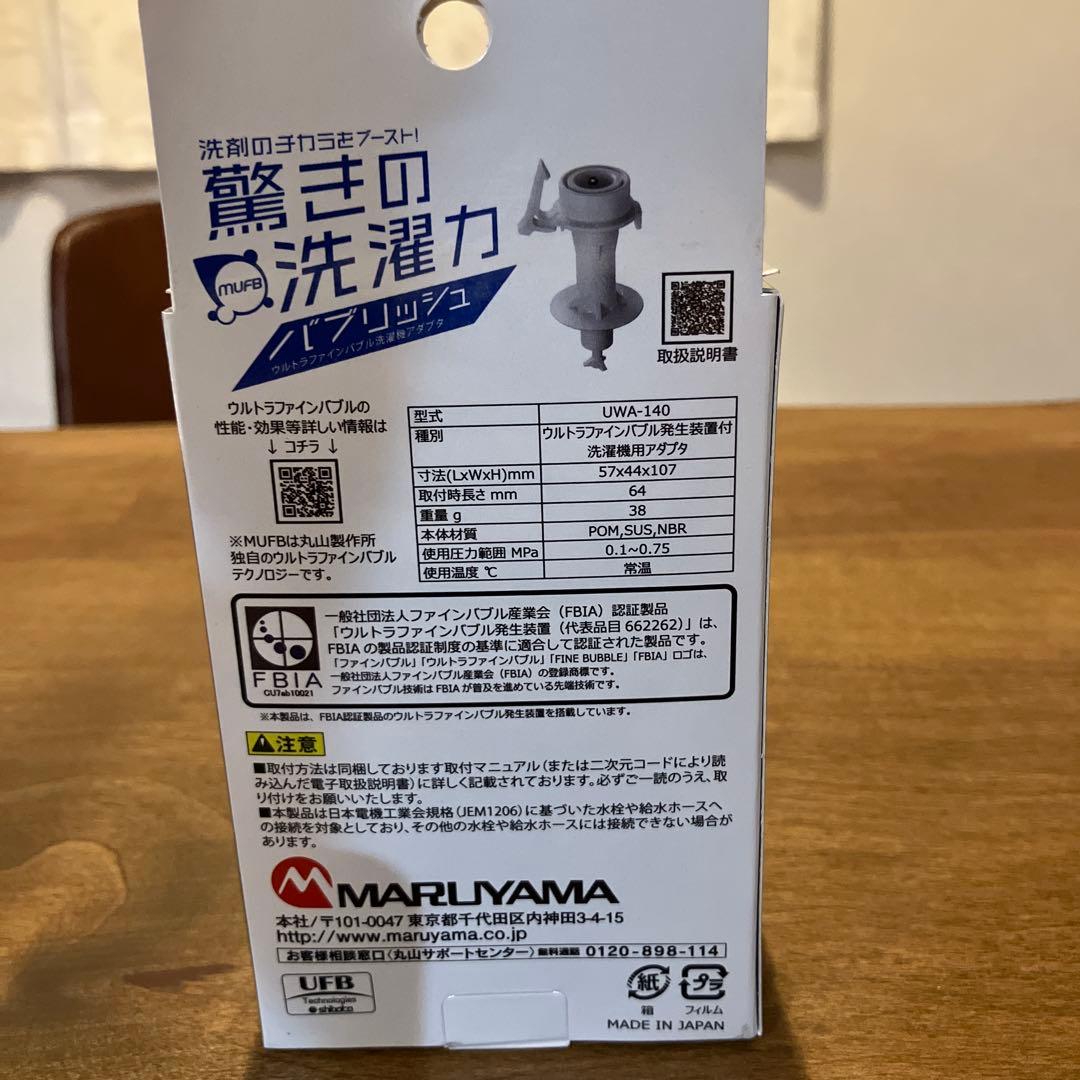 洗剤のチカラをブースト!
驚きの
洗濯力
MUFB
バブリッシュ
ウルトラファインバブル洗濯機アダプタ
取扱説明書
ウルトラファインバブルの
性能・効果等詳しい情報は
↓ コチラ ↓
※MUFBは丸山製作所
独自のウルトラファインバブル
テクノロジーです。
型式 UWA-140
種別 ウルトラファインバブル発生装置付
洗濯機用アダプタ
寸法(LxWxH)mm 57x44x107
取付時長さ mm 64
重量 g 38
本体材質 POM,SUS,NBR
使用圧力範囲 MPa 0.1~0.75
使用温度 ℃ 常温
FBIA
CU7ab10021
一般社団法人ファインバブル産業会(FBIA)認証製品
「ウルトラファインバブル発生装置(代表品目 662262)」は、
FBIA の製品認証制度の基準に適合して認証された製品です。
「ファインバブル」「ウルトラファインバブル」「FINE BUBBLE」「FBIA」ロゴは、
一般社団法人ファインバブル産業会(FBIA)の登録商標です。
ファインバブル技術は FBIA が普及を進めている先端技術です。
※本製品は、FBIA認証製品のウルトラファインバブル発生装置を搭載しています。
注意
■取付方法は同梱しております取付マニュアル(または二次元コードにより読
み込んだ電子取扱説明書)に詳しく記載されております。必ずご一読のうえ、取
り付けをお願いいたします。
■本製品は日本電機工業会規格(JEM1206)に基づいた水栓や給水ホースへ
の接続を対象としており、その他の水栓や給水ホースには接続できない場合が
あります。
MARUYAMA
本社/〒101-0047 東京都千代田区内神田3-4-15
http://www.maruyama.co.jp
お客様相談窓口〈丸山サポートセンター〉無料通話 0120-898-114
UFB
Technologies
shibata
紙
箱
プラ
フィルム
MADE IN JAPAN